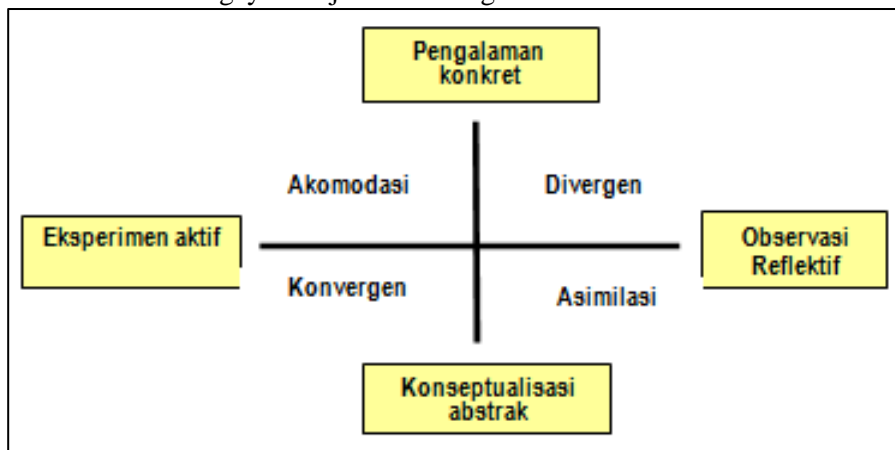 Pengalaman
konkret
Akomodasi
Divergen
Eksperimen aktif
Observasi
Reflektif
Konvergen
Asimilasi
Konseptualisasi
abstrak